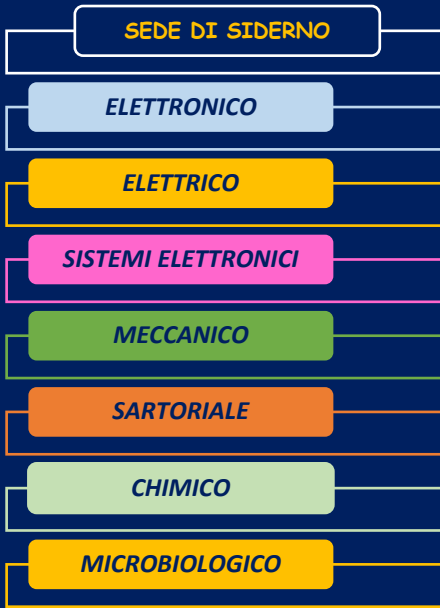 SEDE DI SIDERNO
ELETTRONICO
ELETTRICO
SISTEMI ELETTRONICI
MECCANICO
SARTORIALE
CHIMICO
MICROBIOLOGICO